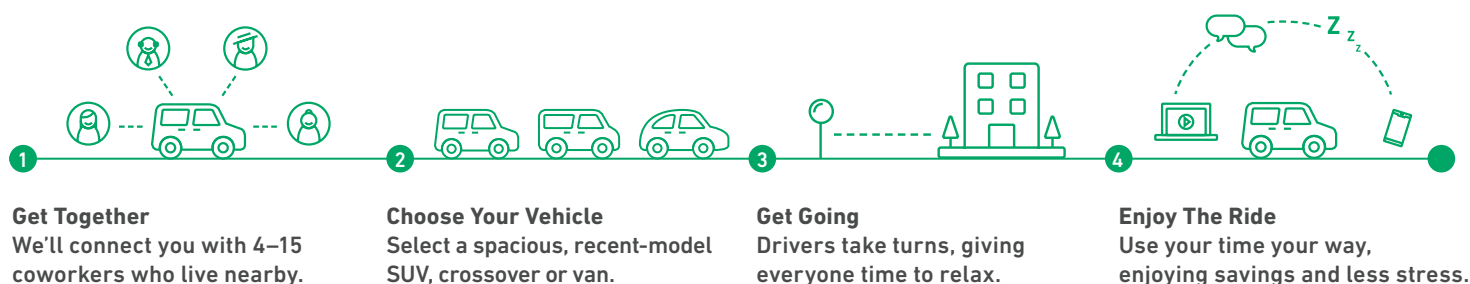 Z z z
1
2
3
4
Get Together
We'll connect you with 4–15
coworkers who live nearby.
Choose Your Vehicle
Select a spacious, recent-model
SUV, crossover or van.
Get Going
Drivers take turns, giving
everyone time to relax.
Enjoy The Ride
Use your time your way,
enjoying savings and less stress.